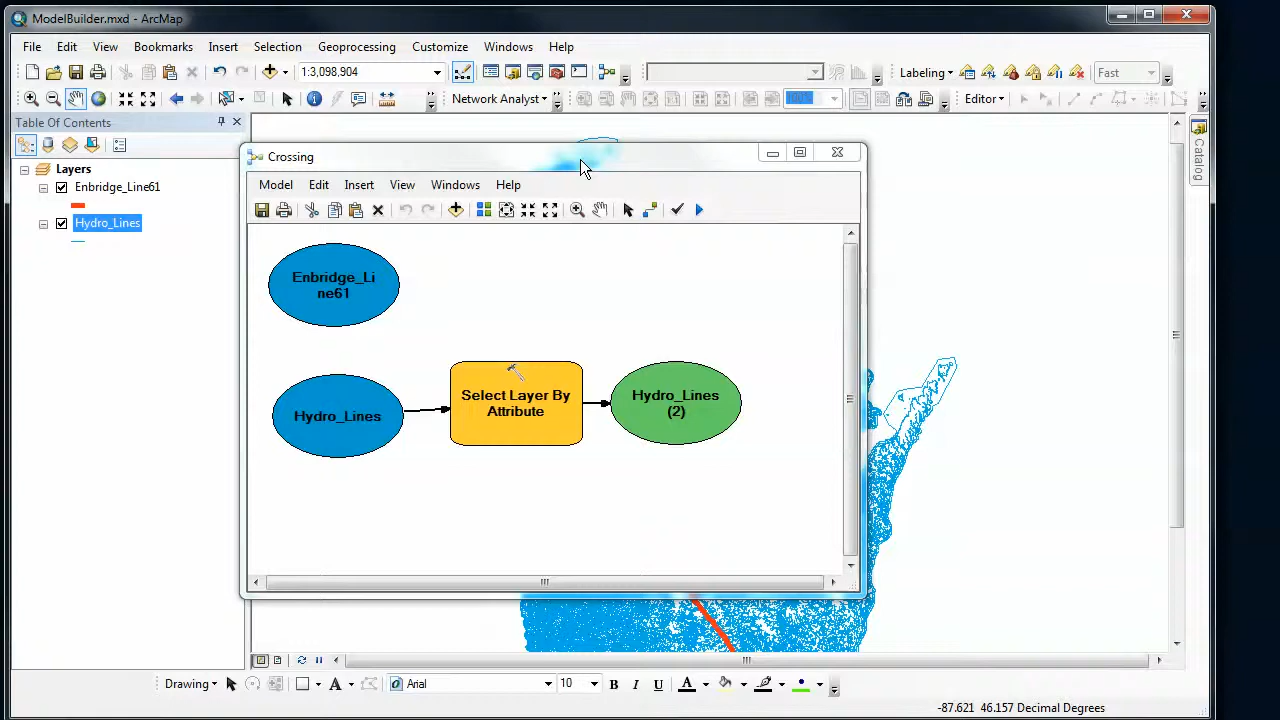 ModelBuilder.mxd - ArcMap
File Edit View Bookmarks Insert Selection Geoprocessing Customize Windows Help
1:3,098,904
Labeling
Fast
Network Analyst
100%
Editor
Table Of Contents
Layers
Enbridge_Line61
Hydro_Lines
Catalog
Crossing
Model Edit Insert View Windows Help
Enbridge_Li
ne61
Hydro_Lines
Select Layer By
Attribute
Hydro_Lines
(2)
Drawing
A
Arial
10
B I U
A
-87.621 46.157 Decimal Degrees